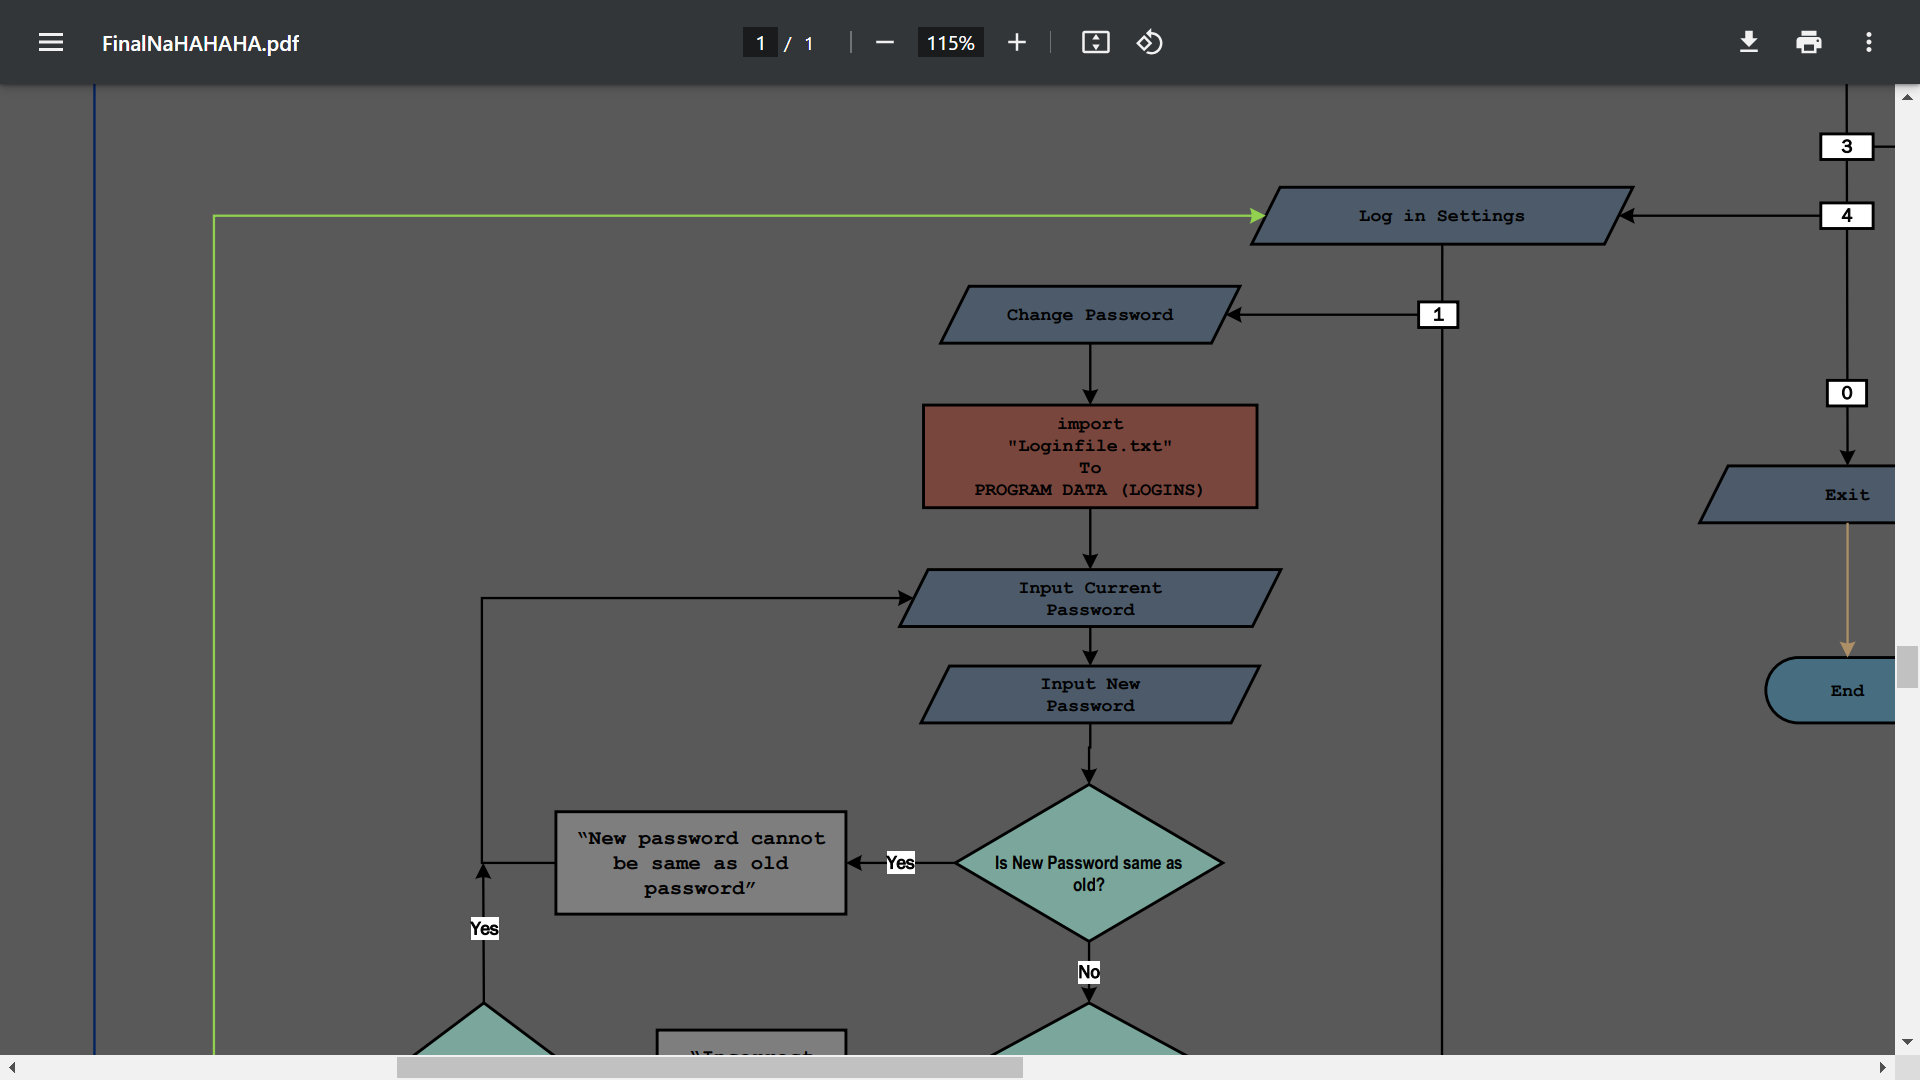 FinalNaHAHAHA.pdf
1 / 1
115%
3
Log in Settings
4
Change Password
1
0
import
"Loginfile.txt"
To
PROGRAM DATA (LOGINS)
Exit
Input Current
Password
Input New
Password
End
“New password cannot
be same as old
password”
Yes
Is New Password same as
old?
Yes
No
“Incorrect